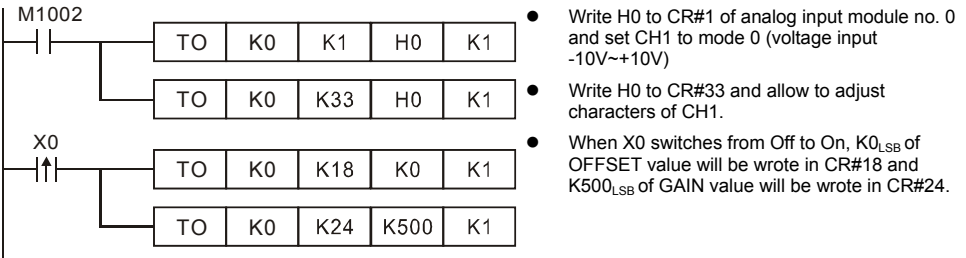 M1002
TO K0 K1 H0 K1
TO K0 K33 H0 K1
X0
TO K0 K18 K0 K1
TO K0 K24 K500 K1
● Write H0 to CR#1 of analog input module no. 0
and set CH1 to mode 0 (voltage input
-10V~+10V)
● Write H0 to CR#33 and allow to adjust
characters of CH1.
● When X0 switches from Off to On, K0LSB of
OFFSET value will be wrote in CR#18 and
K500LSB of GAIN value will be wrote in CR#24.